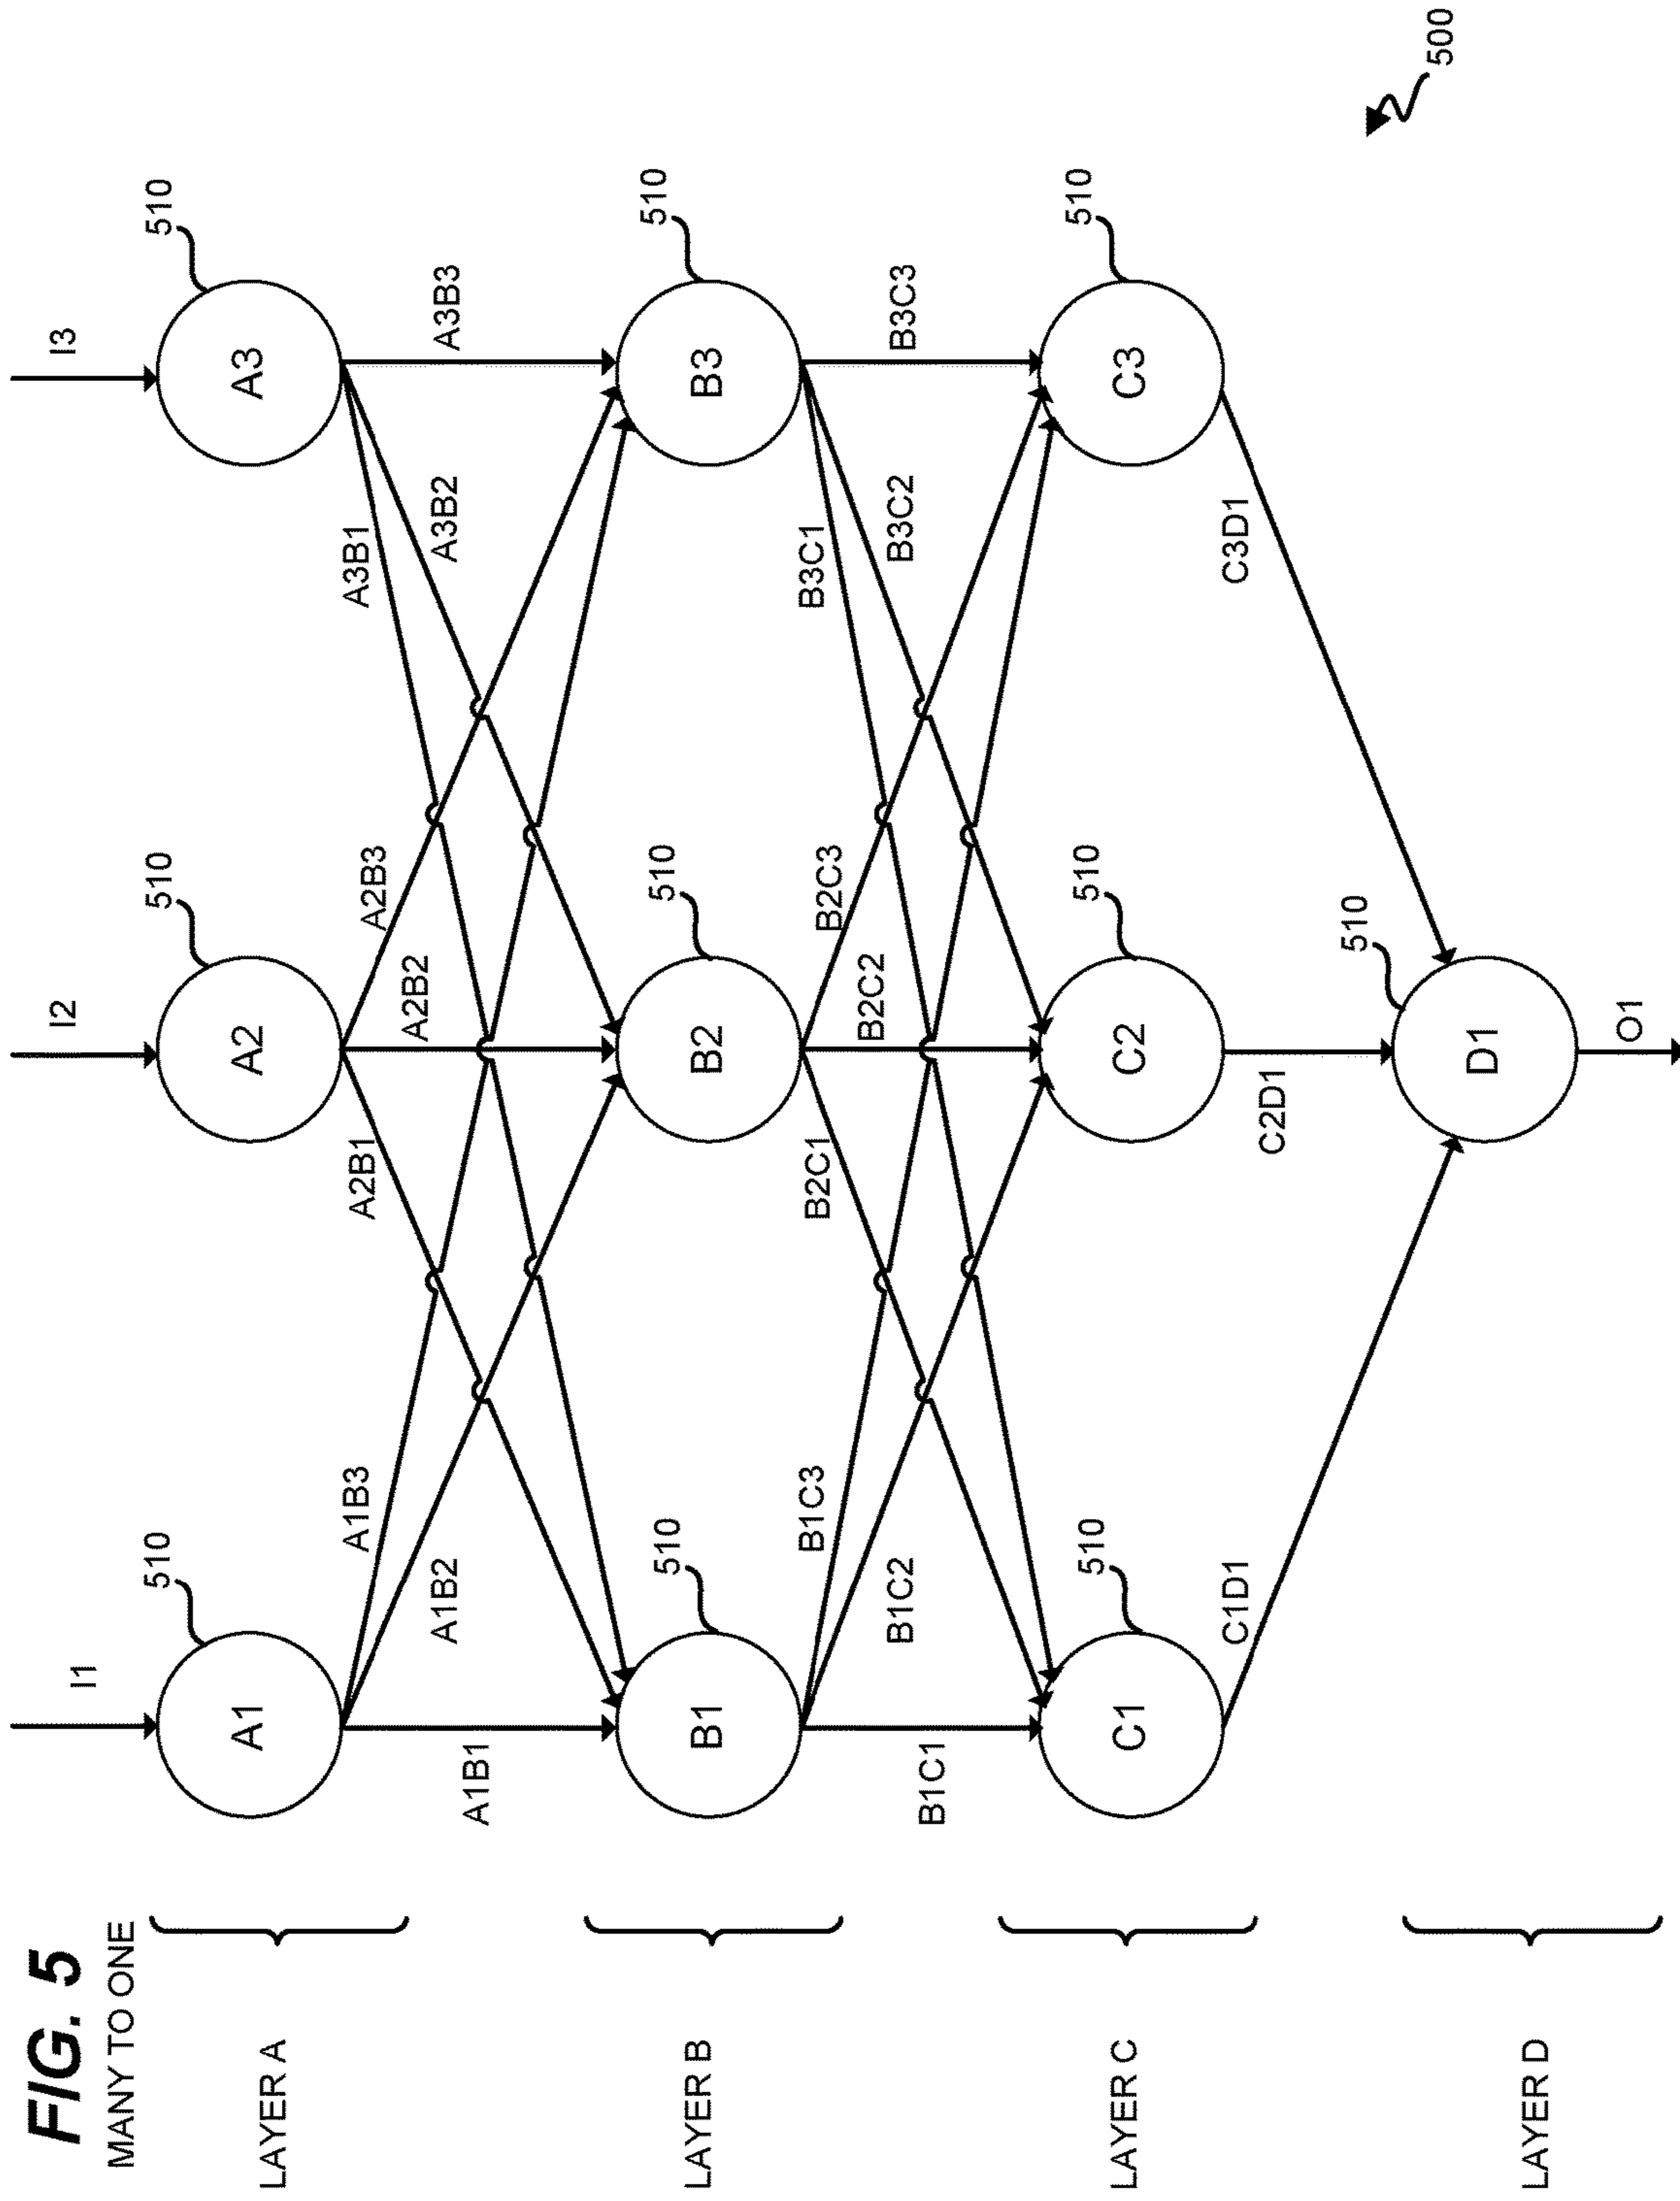 FIG. 5
MANY TO ONE
I1
I2
I3
LAYER A
A1
510
A2
510
A3
510
A1B1
A1B2
A1B3
A2B1
A2B2
A2B3
A3B1
A3B2
A3B3
LAYER B
B1
510
B2
510
B3
510
B1C1
B1C2
B1C3
B2C1
B2C2
B2C3
B3C1
B3C2
B3C3
LAYER C
C1
510
C2
510
C3
510
C1D1
C2D1
C3D1
LAYER D
D1
510
O1
500